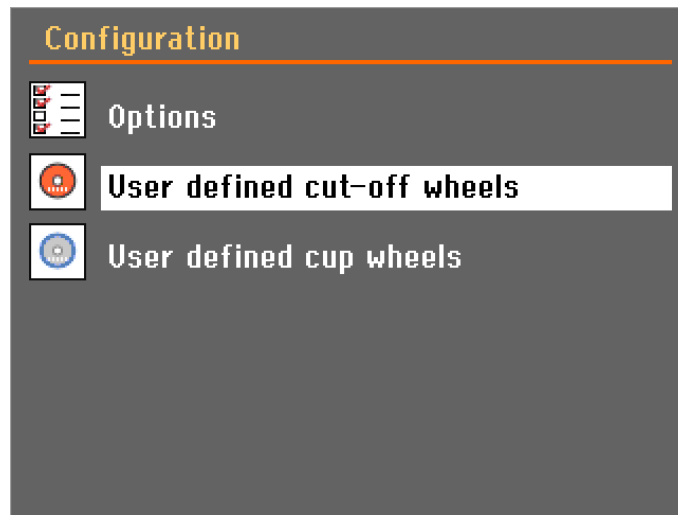 Configuration
Options
User defined cut-off wheels
User defined cup wheels